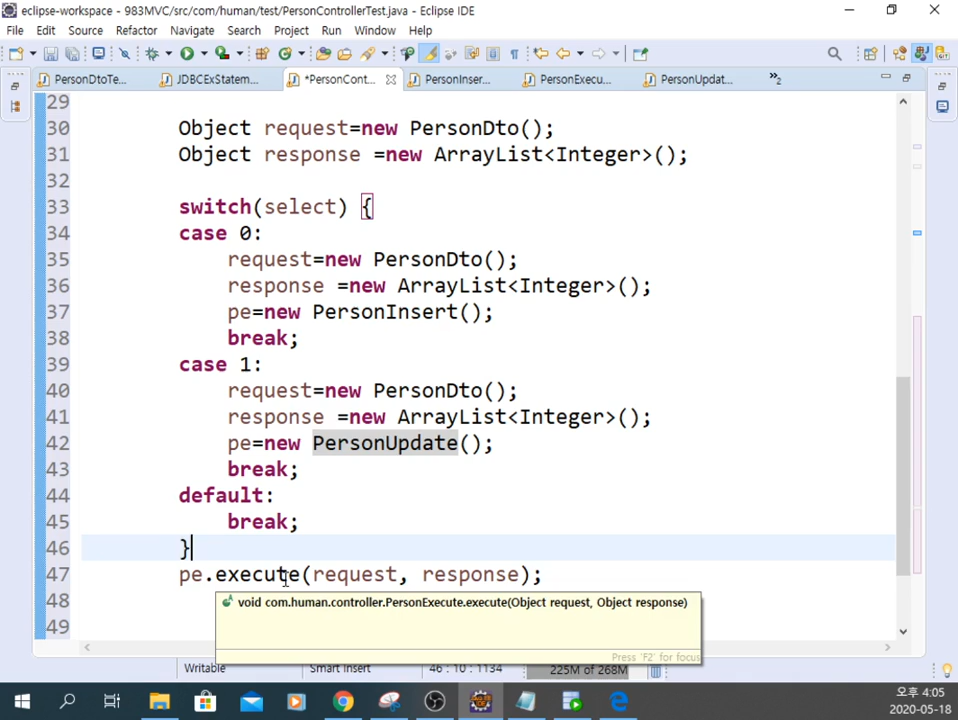 eclipse-workspace - 983MVC/src/com/human/test/PersonControllerTest.java - Eclipse IDE
File Edit Source Refactor Navigate Search Project Run Window Help
PersonDtoTe... JDBCExStatem... *PersonCont... PersonInser... PersonExecu... PersonUpdat... »2
29
30 Object request=new PersonDto();
31 Object response =new ArrayList<Integer>();
32
33 switch(select) {
34 case 0:
35 request=new PersonDto();
36 response =new ArrayList<Integer>();
37 pe=new PersonInsert();
38 break;
39 case 1:
40 request=new PersonDto();
41 response =new ArrayList<Integer>();
42 pe=new PersonUpdate();
43 break;
44 default:
45 break;
46 }
47 pe.execute(request, response);
48 void com.human.controller.PersonExecute.execute(Object request, Object response)
49
Press 'F2' for focus
Writable Smart Insert 46 : 10 : 1134 225M of 268M
오후 4:05
2020-05-18